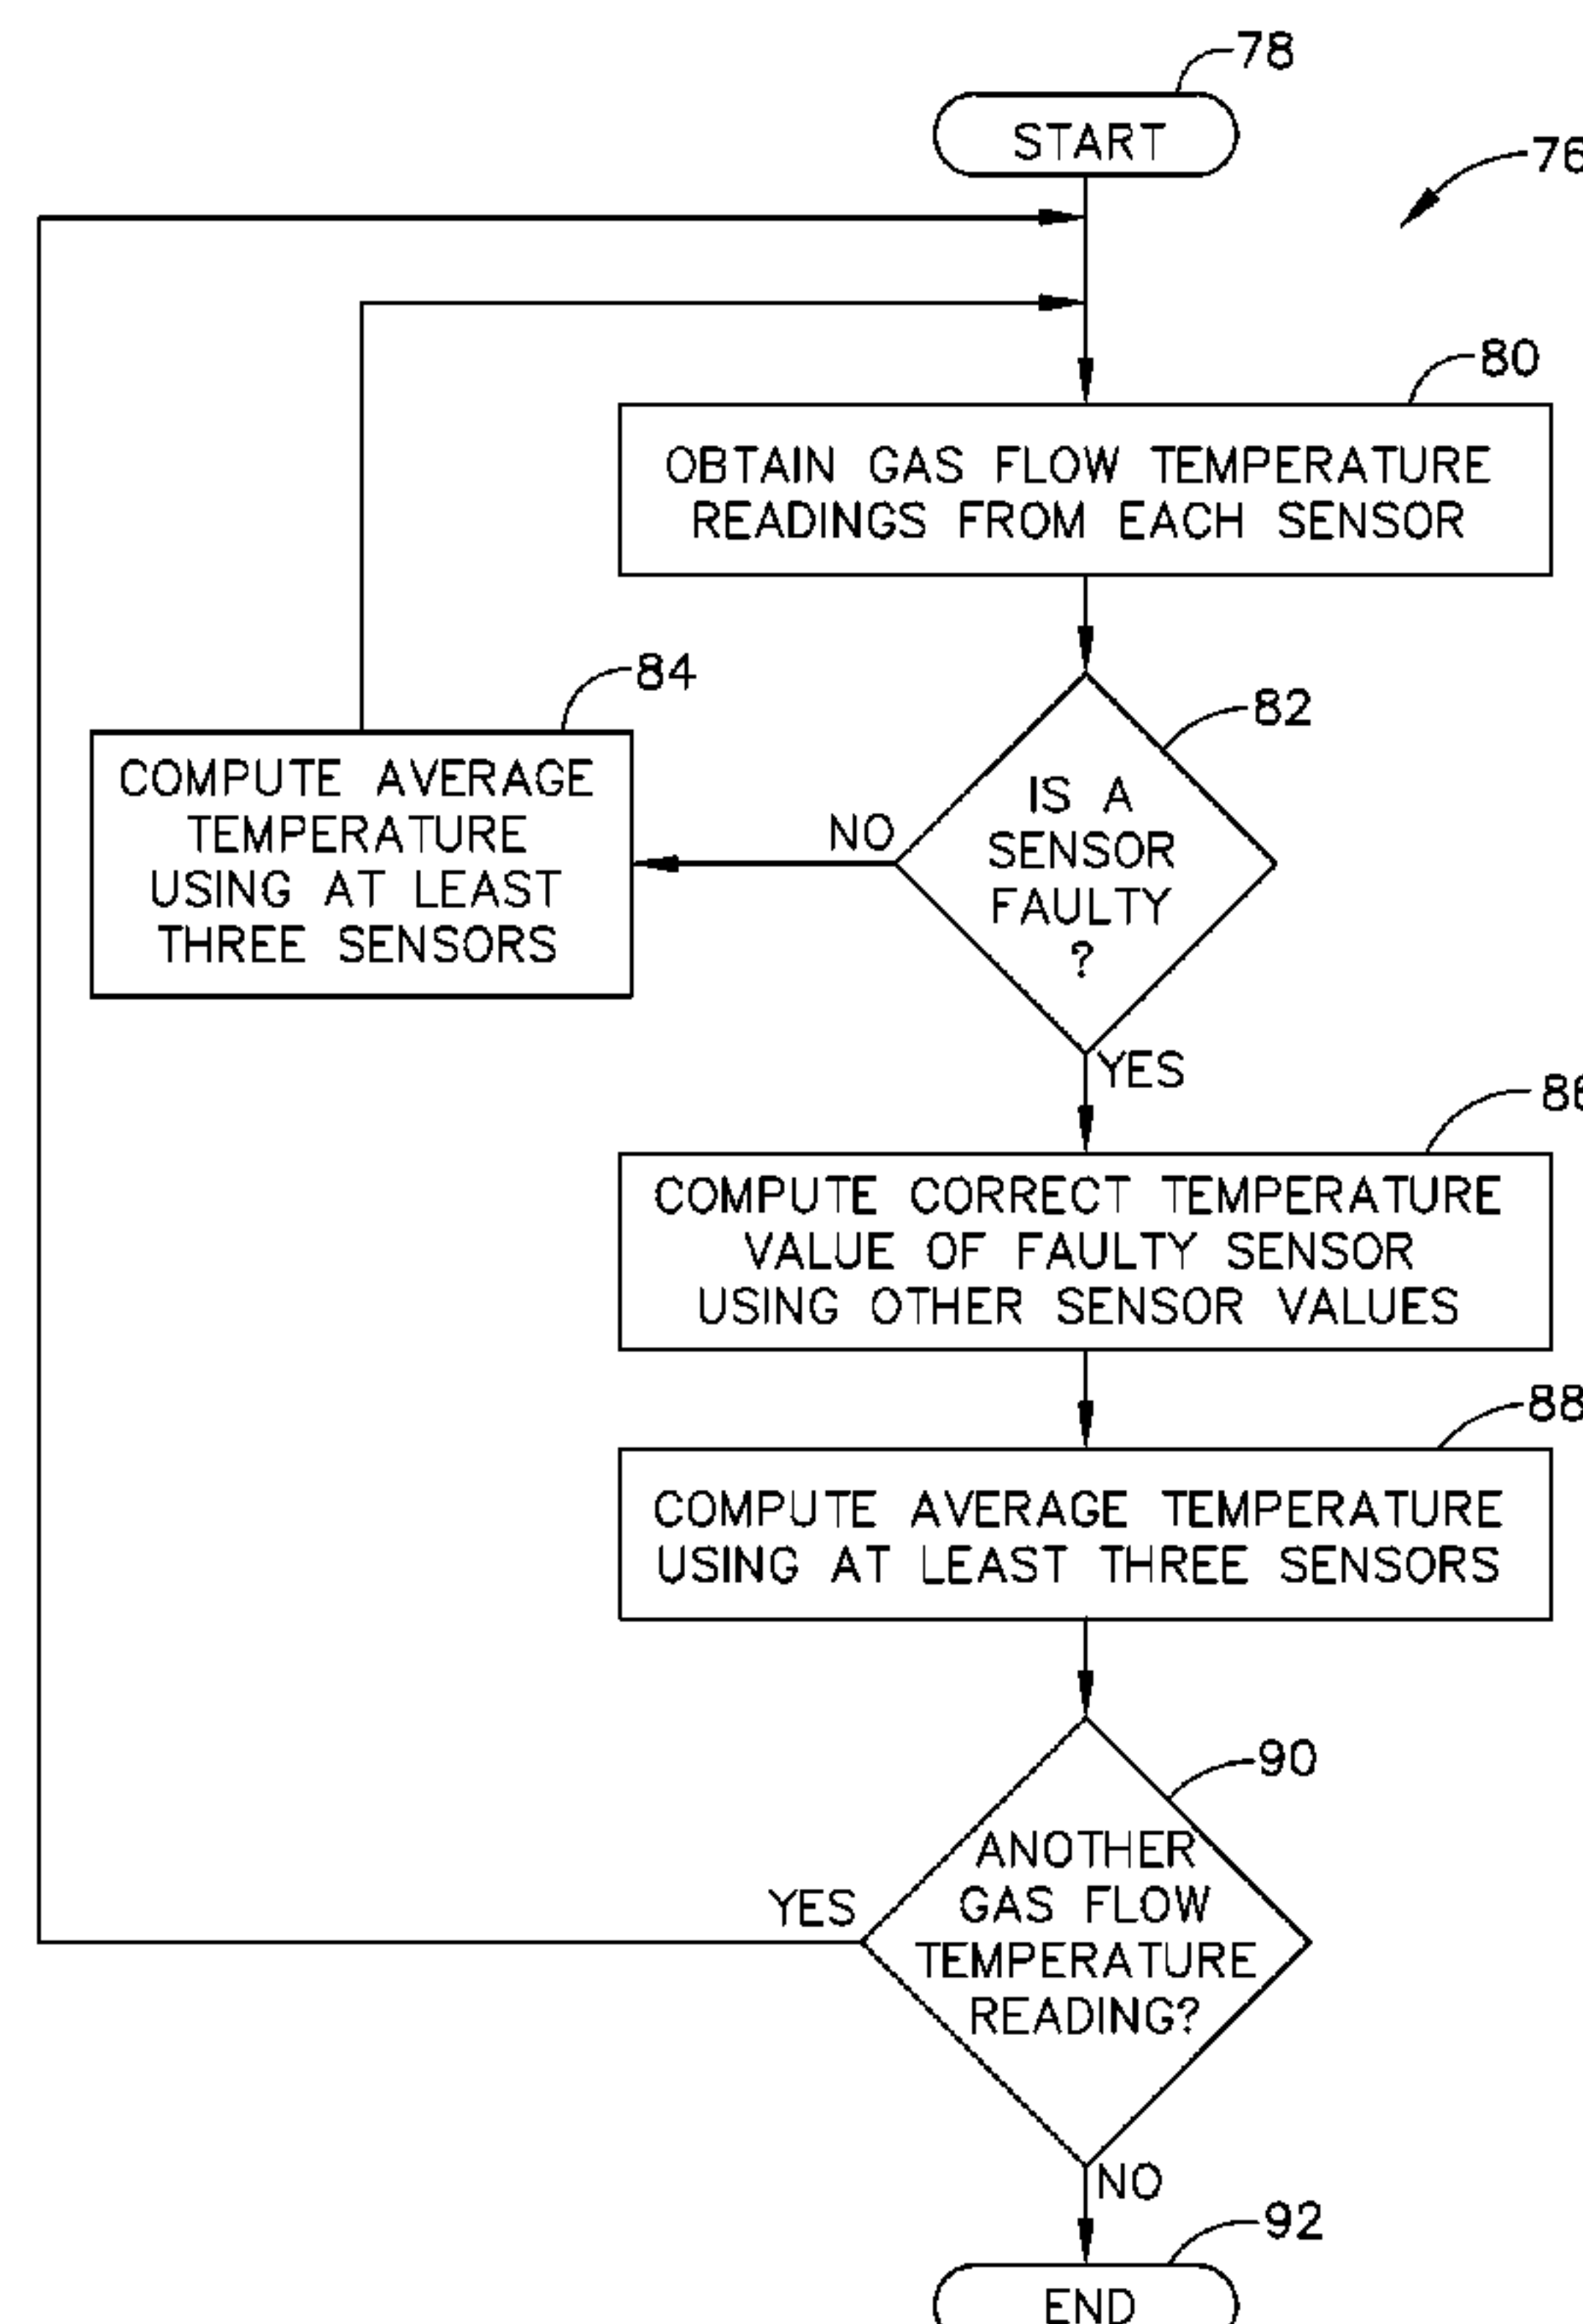 78
START
76
80
OBTAIN GAS FLOW TEMPERATURE
READINGS FROM EACH SENSOR
84
82
COMPUTE AVERAGE
TEMPERATURE
USING AT LEAST
THREE SENSORS
NO
IS A
SENSOR
FAULTY
?
YES
86
COMPUTE CORRECT TEMPERATURE
VALUE OF FAULTY SENSOR
USING OTHER SENSOR VALUES
88
COMPUTE AVERAGE TEMPERATURE
USING AT LEAST THREE SENSORS
90
YES
ANOTHER
GAS FLOW
TEMPERATURE
READING?
NO
92
END